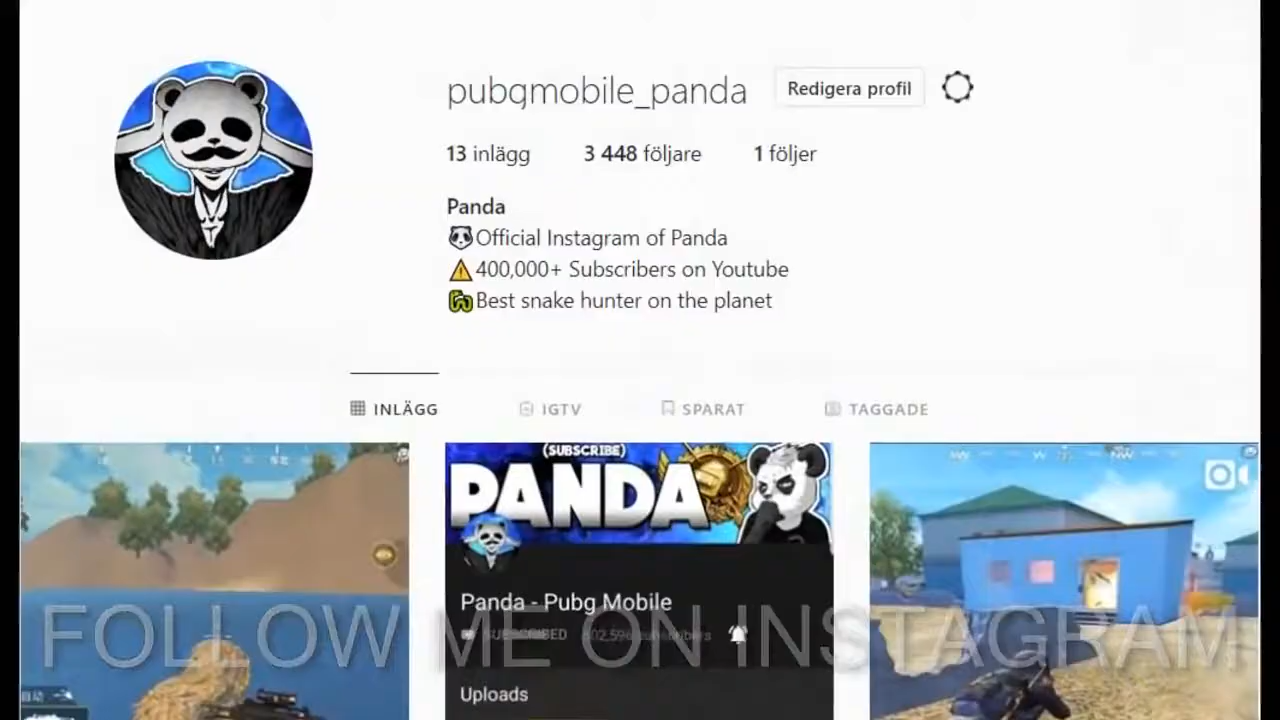 pubgmobile_panda
Redigera profil
13 inlägg 3 448 följare 1 följer
Panda
Official Instagram of Panda
400,000+ Subscribers on Youtube
Best snake hunter on the planet
INLÄGG IGTV SPARAT TAGGADE
(SUBSCRIBE)
PANDA
Panda - Pubg Mobile
SUBSCRIBED
FOLLOW ME ON INSTAGRAM
Uploads